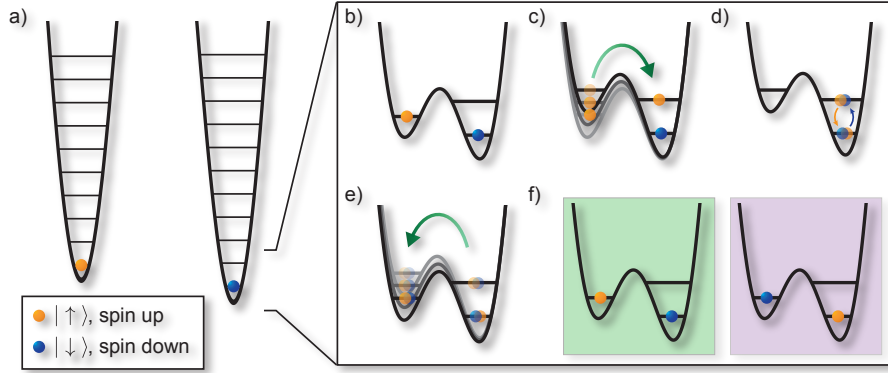 a)
b)
c)
d)
e)
f)
| ↑ ⟩, spin up
| ↓ ⟩, spin down